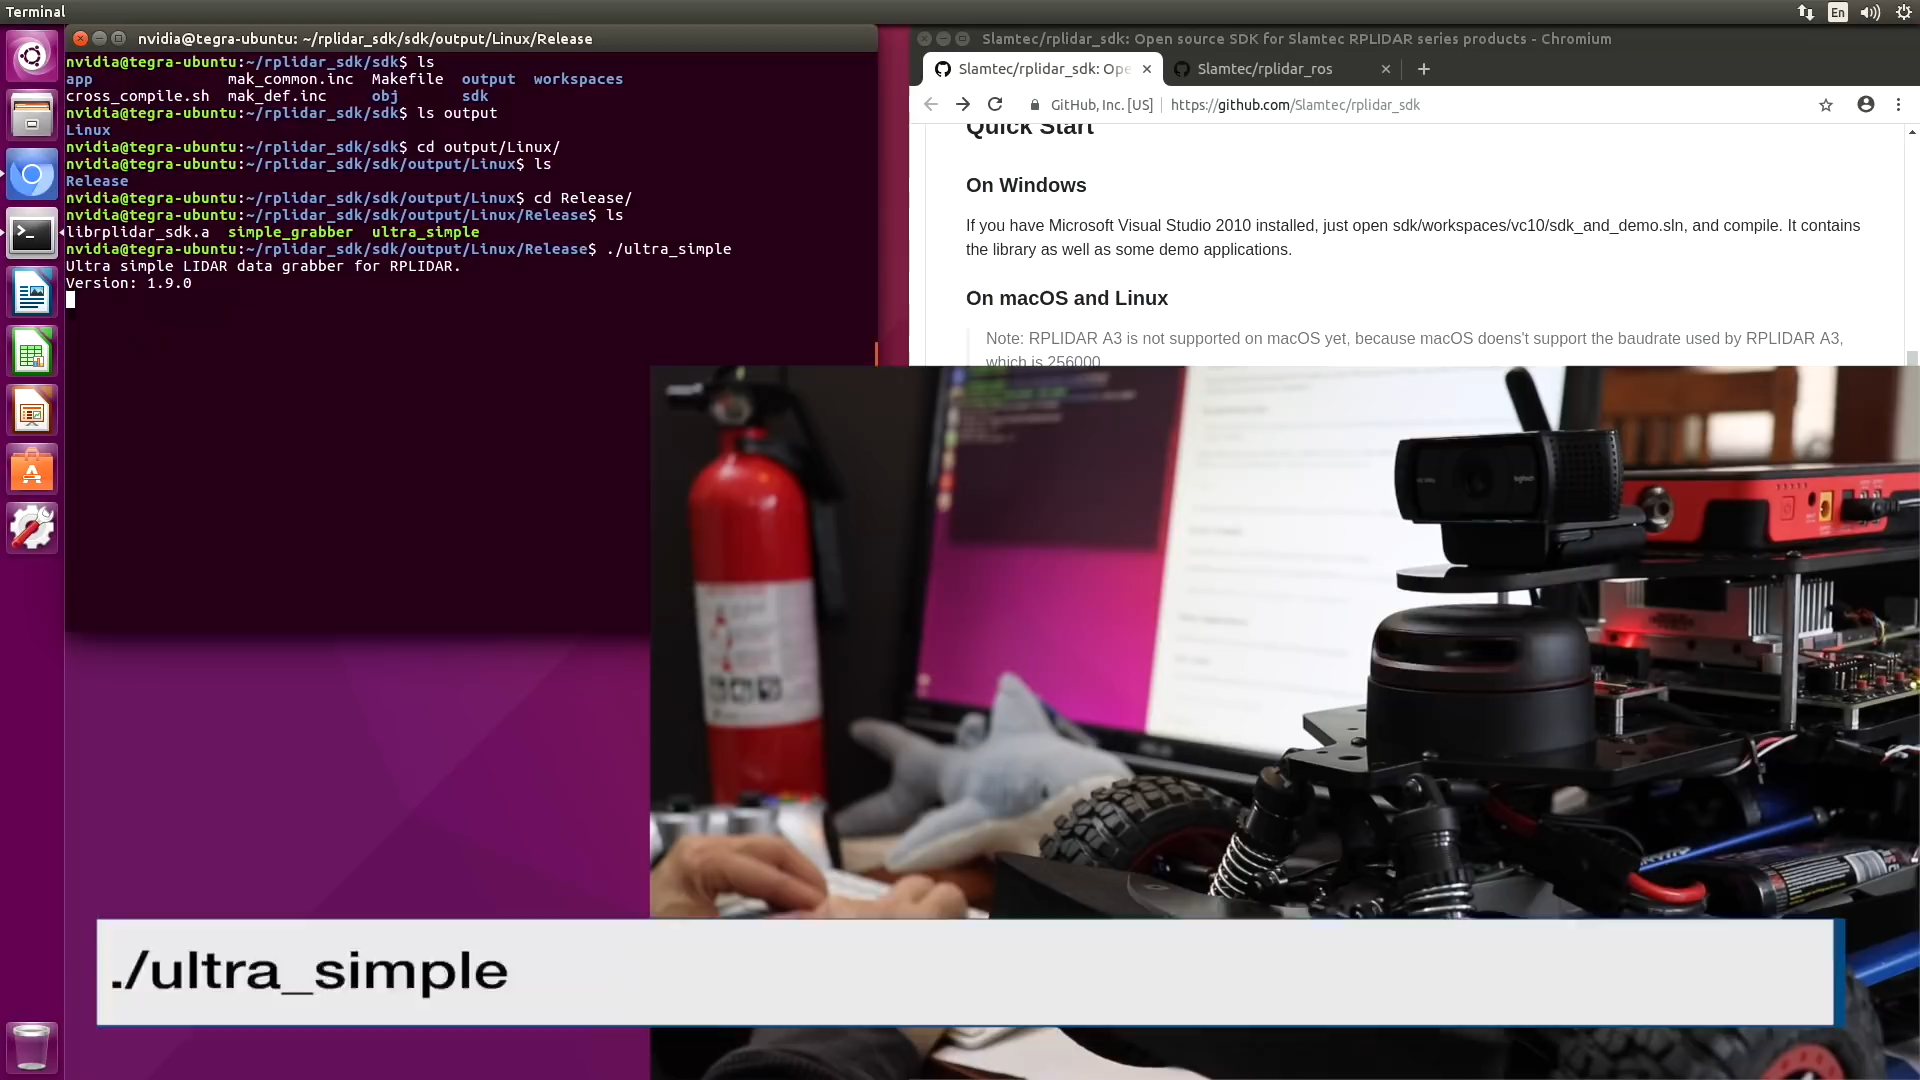 Terminal
En
nvidia@tegra-ubuntu: ~/rplidar_sdk/sdk/output/Linux/Release
nvidia@tegra-ubuntu:~/rplidar_sdk/sdk$ ls
app mak_common.inc Makefile output workspaces
cross_compile.sh mak_def.inc obj sdk
nvidia@tegra-ubuntu:~/rplidar_sdk/sdk$ ls output
Linux
nvidia@tegra-ubuntu:~/rplidar_sdk/sdk$ cd output/Linux/
nvidia@tegra-ubuntu:~/rplidar_sdk/sdk/output/Linux$ ls
Release
nvidia@tegra-ubuntu:~/rplidar_sdk/sdk/output/Linux$ cd Release/
nvidia@tegra-ubuntu:~/rplidar_sdk/sdk/output/Linux/Release$ ls
librplidar_sdk.a simple_grabber ultra_simple
nvidia@tegra-ubuntu:~/rplidar_sdk/sdk/output/Linux/Release$ ./ultra_simple
Ultra simple LIDAR data grabber for RPLIDAR.
Version: 1.9.0
Slamtec/rplidar_sdk: Open source SDK for Slamtec RPLIDAR series products - Chromium
Slamtec/rplidar_sdk: Ope
Slamtec/rplidar_ros
GitHub, Inc. [US]
https://github.com/Slamtec/rplidar_sdk
Quick Start
On Windows
If you have Microsoft Visual Studio 2010 installed, just open sdk/workspaces/vc10/sdk_and_demo.sln, and compile. It contains
the library as well as some demo applications.
On macOS and Linux
Note: RPLIDAR A3 is not supported on macOS yet, because macOS doens't support the baudrate used by RPLIDAR A3,
which is 256000
logitech
./ultra_simple